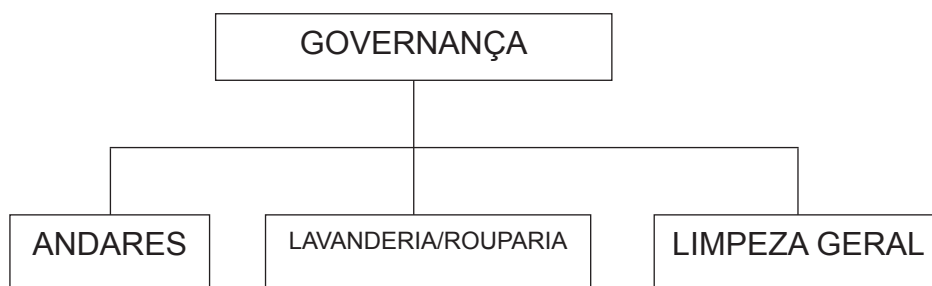 GOVERNANÇA
ANDARES
LAVANDERIA/ROUPARIA
LIMPEZA GERAL